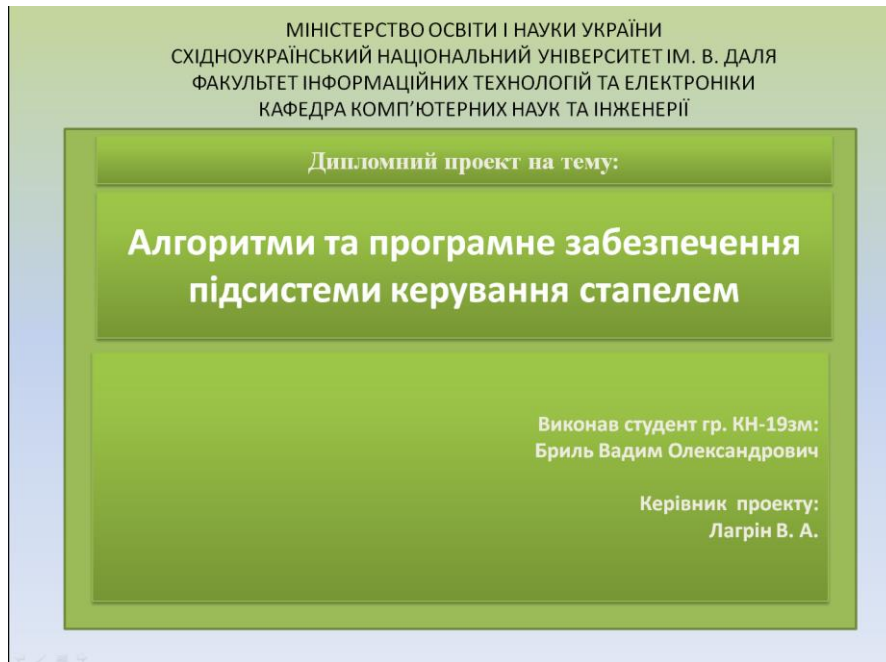 МІНІСТЕРСТВО ОСВІТИ І НАУКИ УКРАЇНИ
СХІДНОУКРАЇНСЬКИЙ НАЦІОНАЛЬНИЙ УНІВЕРСИТЕТ ІМ. В. ДАЛЯ
ФАКУЛЬТЕТ ІНФОРМАЦІЙНИХ ТЕХНОЛОГІЙ ТА ЕЛЕКТРОНІКИ
КАФЕДРА КОМП’ЮТЕРНИХ НАУК ТА ІНЖЕНЕРІЇ
Дипломний проект на тему:
Алгоритми та програмне забезпечення
підсистеми керування стапелем
Виконав студент гр. КН-19зм:
Бриль Вадим Олександрович
Керівник проекту:
Лагрін В. А.